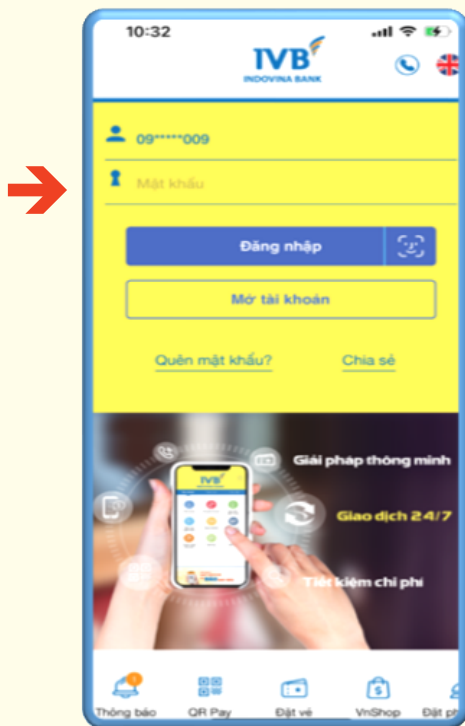 10:32
IVB
INDOVINA BANK
09*****009
Mật khẩu
Đăng nhập
Mở tài khoản
Quên mật khẩu? Chia sẻ
Giải pháp thông minh
IVB
Giao dịch 24/7
Tiết kiệm chi phí
Thông báo QR Pay Đặt vé VnShop Đặt